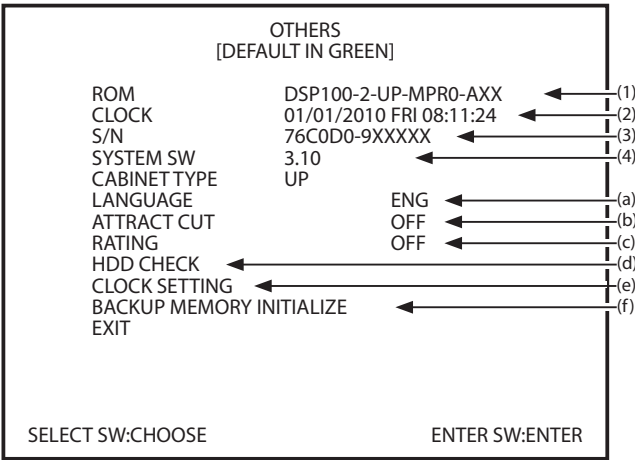 OTHERS
[DEFAULT IN GREEN]
ROM DSP100-2-UP-MPR0-AXX (1)
CLOCK 01/01/2010 FRI 08:11:24 (2)
S/N 76C0D0-9XXXXX (3)
SYSTEM SW 3.10 (4)
CABINET TYPE UP
LANGUAGE ENG (a)
ATTRACT CUT OFF (b)
RATING OFF (c)
HDD CHECK (d)
CLOCK SETTING (e)
BACKUP MEMORY INITIALIZE (f)
EXIT
SELECT SW:CHOOSE ENTER SW:ENTER